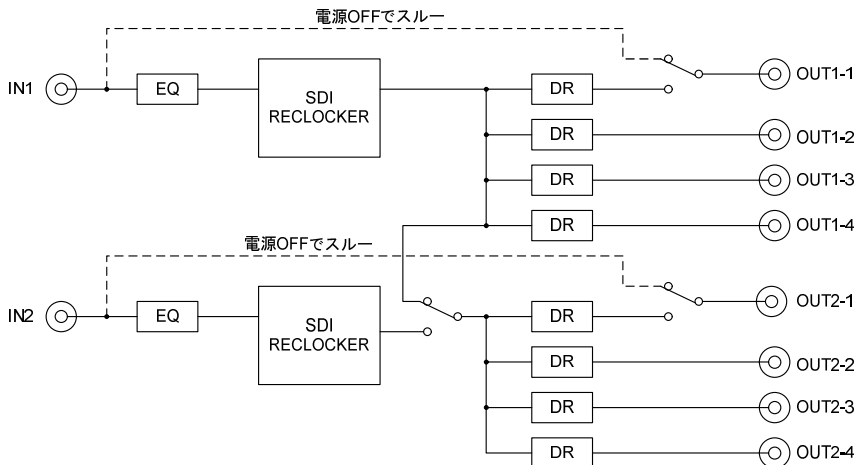 電源OFFでスルー
IN1
EQ
SDI
RECLOCKER
DR
OUT1-1
DR
OUT1-2
DR
OUT1-3
DR
OUT1-4
電源OFFでスルー
IN2
EQ
SDI
RECLOCKER
DR
OUT2-1
DR
OUT2-2
DR
OUT2-3
DR
OUT2-4